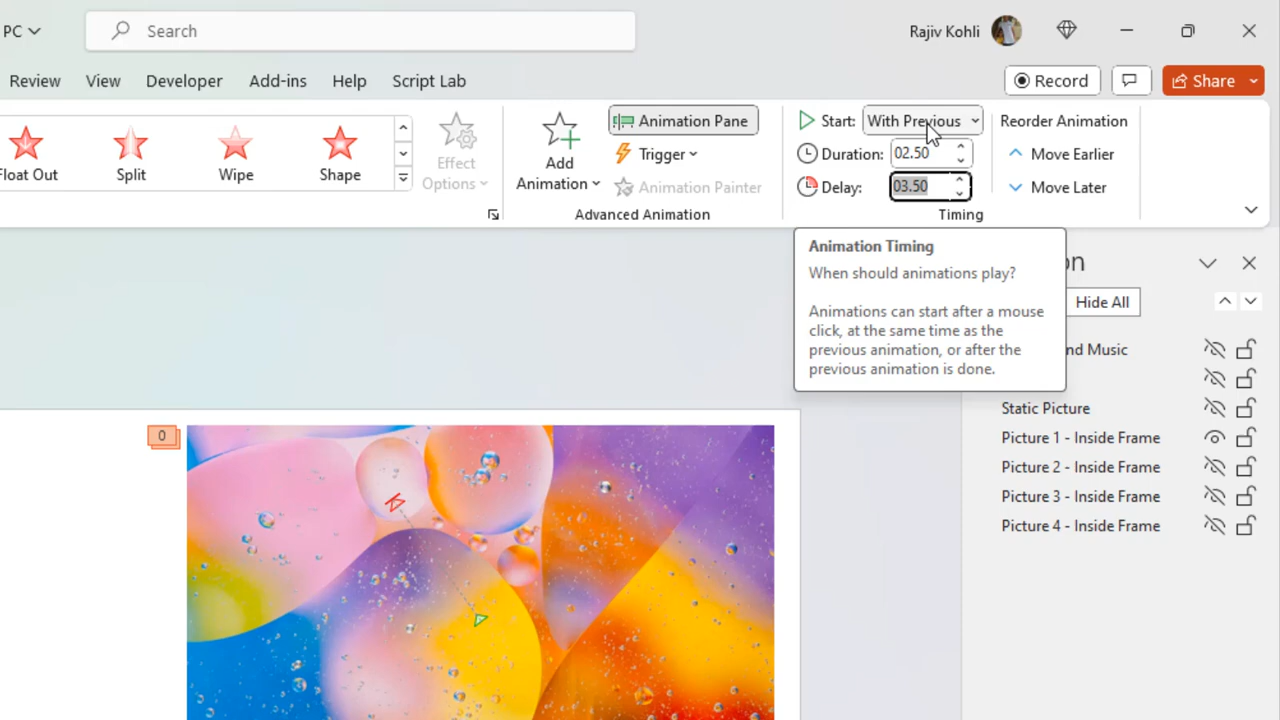 PC
Search
Rajiv Kohli
Review View Developer Add-ins Help Script Lab
Record
Share
Float Out Split Wipe Shape
Effect
Options
Add
Animation
Animation Pane
Trigger
Animation Painter
Advanced Animation
Start: With Previous
Duration: 02.50
Delay: 03.50
Timing
Reorder Animation
Move Earlier
Move Later
Animation Timing
When should animations play?
Animations can start after a mouse
click, at the same time as the
previous animation, or after the
previous animation is done.
on
Hide All
nd Music
Static Picture
Picture 1 - Inside Frame
Picture 2 - Inside Frame
Picture 3 - Inside Frame
Picture 4 - Inside Frame
0